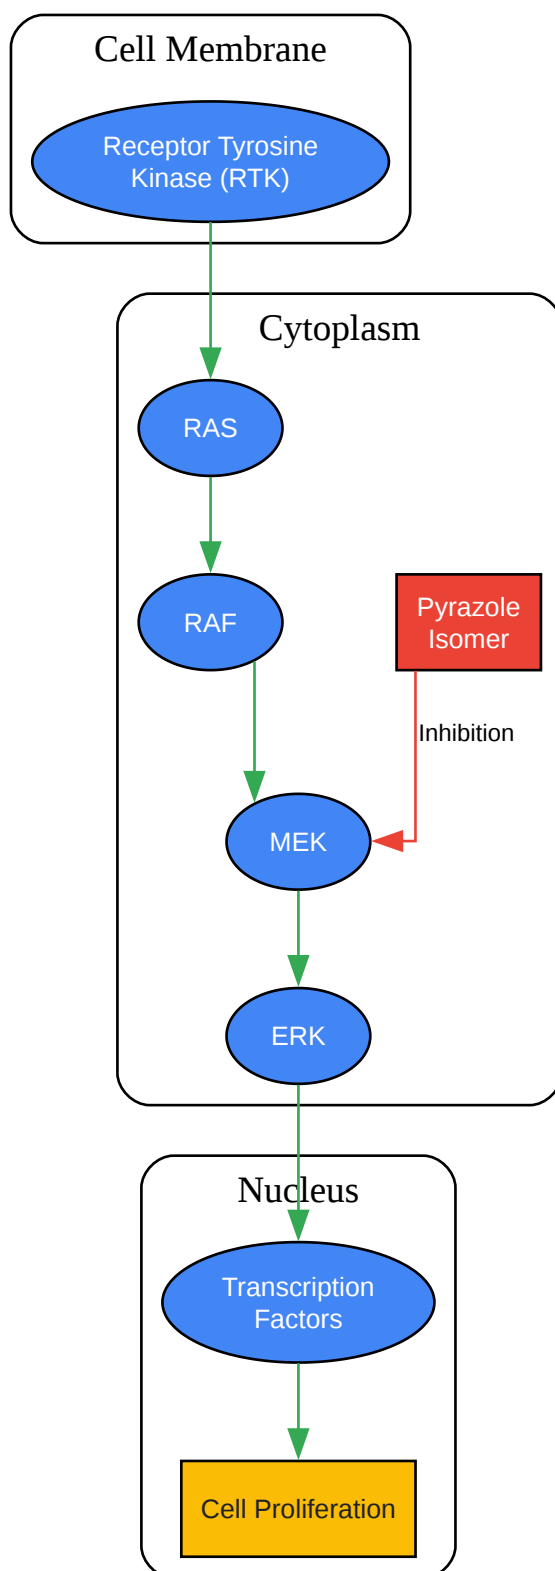 Cell Membrane
Receptor Tyrosine
Kinase (RTK)
Cytoplasm
RAS
RAF
Pyrazole
Isomer
Inhibition
MEK
ERK
Nucleus
Transcription
Factors
Cell Proliferation